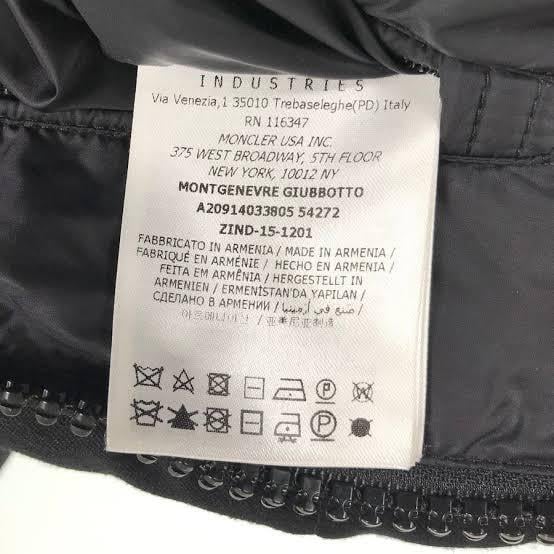 INDUSTRIES
Via Venezia,1 35010 Trebaseleghe(PD) Italy
RN 116347
MONCLER USA INC.
375 WEST BROADWAY, 5TH FLOOR
NEW YORK, 10012 NY
MONTGENEVRE GIUBBOTTO
A20914033805 54272
ZIND-15-1201
FABBRICATO IN ARMENIA / MADE IN ARMENIA /
FABRIQUÉ EN ARMÉNIE / HECHO EN ARMENIA /
FEITA EM ARMÊNIA / HERGESTELLT IN
ARMENIEN / ERMENİSTAN'DA YAPILAN /
СДЕЛАНО В АРМЕНИИ / صنع في أرمينيا /
亚美尼亚制造
P W
P